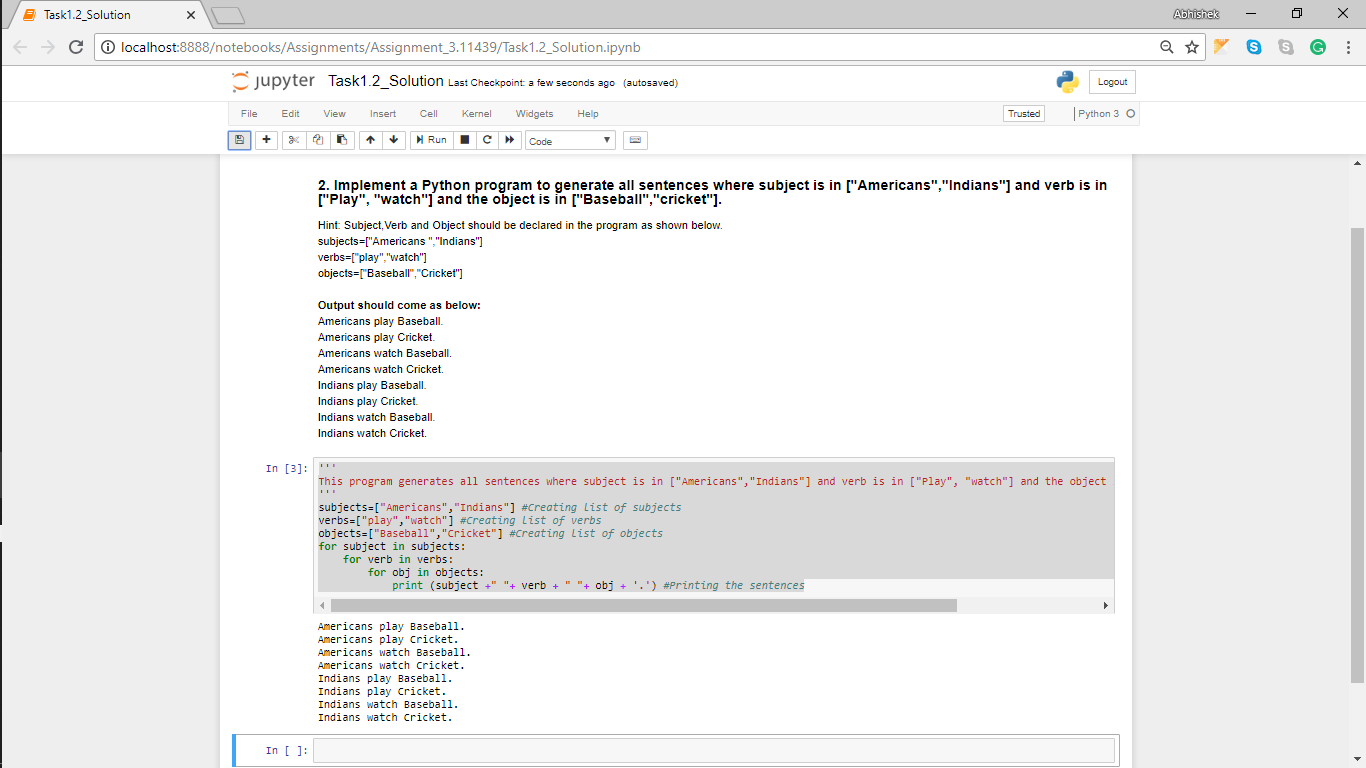 Task1.2_Solution
Abhishek
localhost:8888/notebooks/Assignments/Assignment_3.11439/Task1.2_Solution.ipynb
jupyter Task1.2_Solution Last Checkpoint: a few seconds ago (autosaved)
Logout
File Edit View Insert Cell Kernel Widgets Help
Trusted Python 3
Run Code
2. Implement a Python program to generate all sentences where subject is in ["Americans","Indians"] and verb is in
["Play", "watch"] and the object is in ["Baseball","cricket"].
Hint: Subject,Verb and Object should be declared in the program as shown below.
subjects=["Americans ","Indians"]
verbs=["play","watch"]
objects=["Baseball","Cricket"]
Output should come as below:
Americans play Baseball.
Americans play Cricket.
Americans watch Baseball.
Americans watch Cricket.
Indians play Baseball.
Indians play Cricket.
Indians watch Baseball.
Indians watch Cricket.
In [3]: '''
This program generates all sentences where subject is in ["Americans","Indians"] and verb is in ["Play", "watch"] and the object
'''
subjects=["Americans","Indians"] #Creating list of subjects
verbs=["play","watch"] #Creating list of verbs
objects=["Baseball","Cricket"] #Creating list of objects
for subject in subjects:
    for verb in verbs:
        for obj in objects:
            print (subject +" "+ verb + " "+ obj + '.') #Printing the sentences
Americans play Baseball.
Americans play Cricket.
Americans watch Baseball.
Americans watch Cricket.
Indians play Baseball.
Indians play Cricket.
Indians watch Baseball.
Indians watch Cricket.
In [ ]: